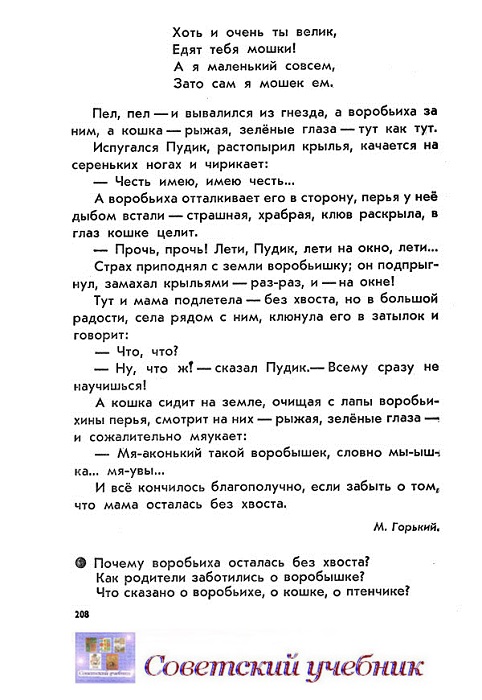 Хоть и очень ты велик,
Едят тебя мошки!
А я маленький совсем,
Зато сам я мошек ем.
Пел, пел — и вывалился из гнезда, а воробьиха за
ним, а кошка — рыжая, зелёные глаза — тут как тут.
Испугался Пудик, растопырил крылья, качается на
сереньких ногах и чирикает:
— Честь имею, имею честь...
А воробьиха отталкивает его в сторону, перья у неё
дыбом встали — страшная, храбрая, клюв раскрыла, в
глаз кошке целит.
— Прочь, прочь! Лети, Пудик, лети на окно, лети...
Страх приподнял с земли воробьишку; он подпрыг-
нул, замахал крыльями — раз-раз, и — на окне!
Тут и мама подлетела — без хвоста, но в большой
радости, села рядом с ним, клюнула его в затылок и
говорит:
— Что, что?
— Ну, что ж! — сказал Пудик. — Всему сразу не
научишься!
А кошка сидит на земле, очищая с лапы воробьи-
хины перья, смотрит на них — рыжая, зелёные глаза —
и сожалительно мяукает:
— Мя-аконький такой воробышек, словно мы-ыш-
ка... мя-увы...
И всё кончилось благополучно, если забыть о том,
что мама осталась без хвоста.
М. Горький.
Почему воробьиха осталась без хвоста?
Как родители заботились о воробышке?
Что сказано о воробьихе, о кошке, о птенчике?
208
Советский учебник
Советский учебник